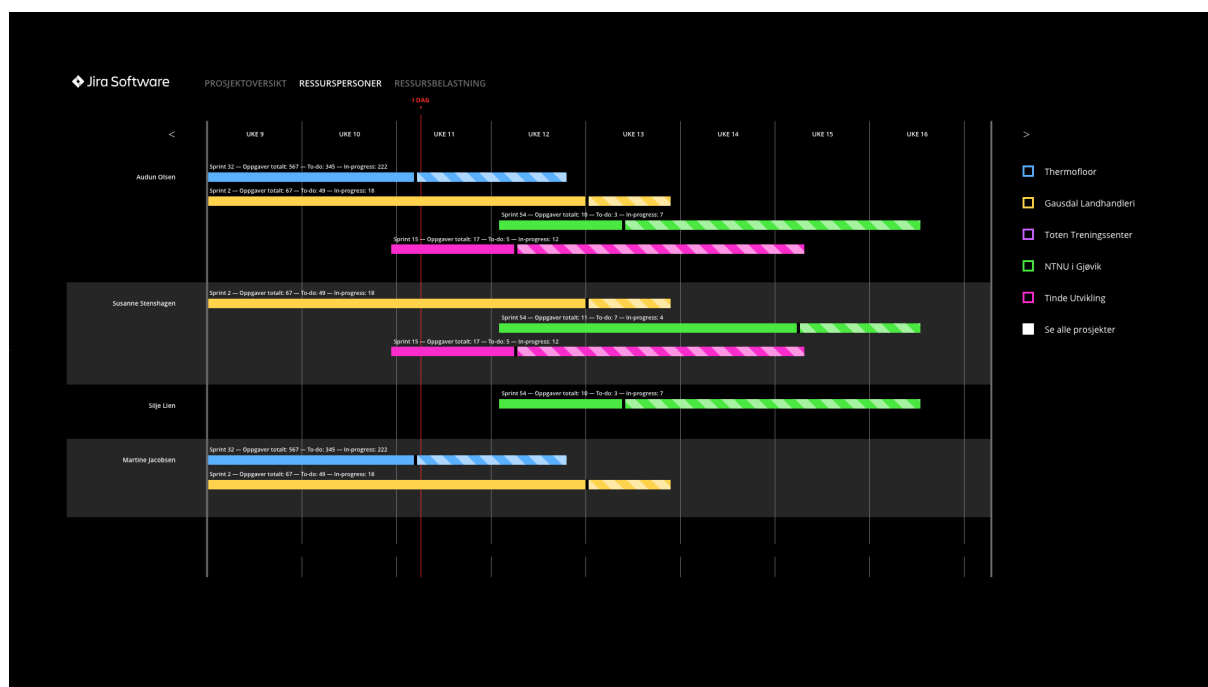 Jira Software PROSJEKTOVERSIKT RESSURSPERSONER RESSURSBELASTNING
I DAG
< UKE 9 UKE 10 UKE 11 UKE 12 UKE 13 UKE 14 UKE 15 UKE 16 >
Sprint 32 — Oppgaver totalt: 567 — To-do: 345 — In-progress: 222
Audun Olsen
Sprint 2 — Oppgaver totalt: 67 — To-do: 49 — In-progress: 18
Sprint 54 — Oppgaver totalt: 10 — To-do: 3 — In-progress: 7
Sprint 15 — Oppgaver totalt: 17 — To-do: 5 — In-progress: 12
Sprint 2 — Oppgaver totalt: 67 — To-do: 49 — In-progress: 18
Susanne Stenshagen
Sprint 54 — Oppgaver totalt: 11 — To-do: 7 — In-progress: 4
Sprint 15 — Oppgaver totalt: 17 — To-do: 5 — In-progress: 12
Sprint 54 — Oppgaver totalt: 10 — To-do: 3 — In-progress: 7
Silje Lien
Sprint 32 — Oppgaver totalt: 567 — To-do: 345 — In-progress: 222
Martine Jacobsen
Sprint 2 — Oppgaver totalt: 67 — To-do: 49 — In-progress: 18
Thermofloor
Gausdal Landhandleri
Toten Treningssenter
NTNU i Gjøvik
Tinde Utvikling
Se alle prosjekter